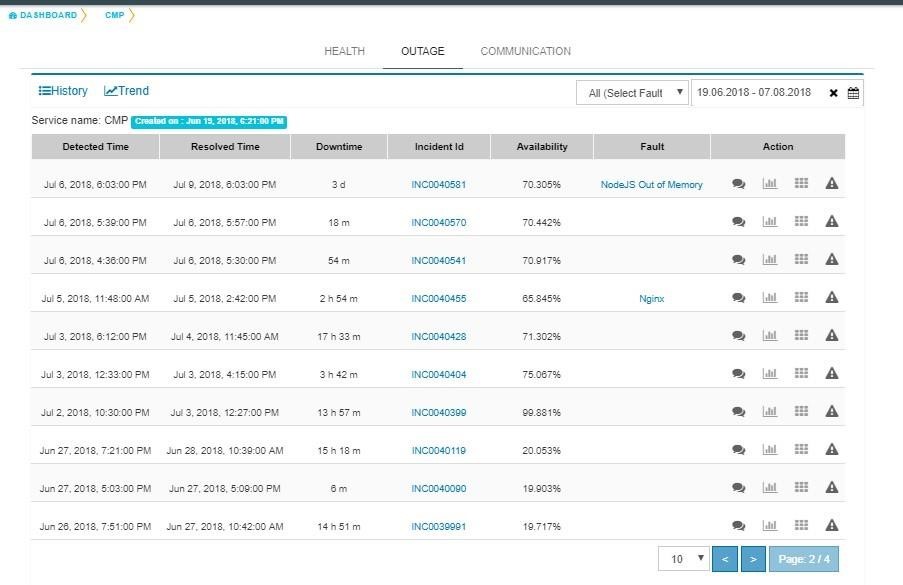 DASHBOARD CMP
HEALTH OUTAGE COMMUNICATION
History Trend All (Select Fault 19.06.2018 - 07.08.2018
Service name: CMP Created on : Jun 15, 2018, 6:21:00 PM
Detected Time Resolved Time Downtime Incident Id Availability Fault Action
Jul 6, 2018, 6:03:00 PM Jul 9, 2018, 6:03:00 PM 3 d INC0040581 70.305% NodeJS Out of Memory
Jul 6, 2018, 5:39:00 PM Jul 6, 2018, 5:57:00 PM 18 m INC0040570 70.442%
Jul 6, 2018, 4:36:00 PM Jul 6, 2018, 5:30:00 PM 54 m INC0040541 70.917%
Jul 5, 2018, 11:48:00 AM Jul 5, 2018, 2:42:00 PM 2 h 54 m INC0040455 65.845% Nginx
Jul 3, 2018, 6:12:00 PM Jul 4, 2018, 11:45:00 AM 17 h 33 m INC0040428 71.302%
Jul 3, 2018, 12:33:00 PM Jul 3, 2018, 4:15:00 PM 3 h 42 m INC0040404 75.067%
Jul 2, 2018, 10:30:00 PM Jul 3, 2018, 12:27:00 PM 13 h 57 m INC0040399 99.881%
Jun 27, 2018, 7:21:00 PM Jun 28, 2018, 10:39:00 AM 15 h 18 m INC0040119 20.053%
Jun 27, 2018, 5:03:00 PM Jun 27, 2018, 5:09:00 PM 6 m INC0040090 19.903%
Jun 26, 2018, 7:51:00 PM Jun 27, 2018, 10:42:00 AM 14 h 51 m INC0039991 19.717%
10 < > Page: 2 / 4